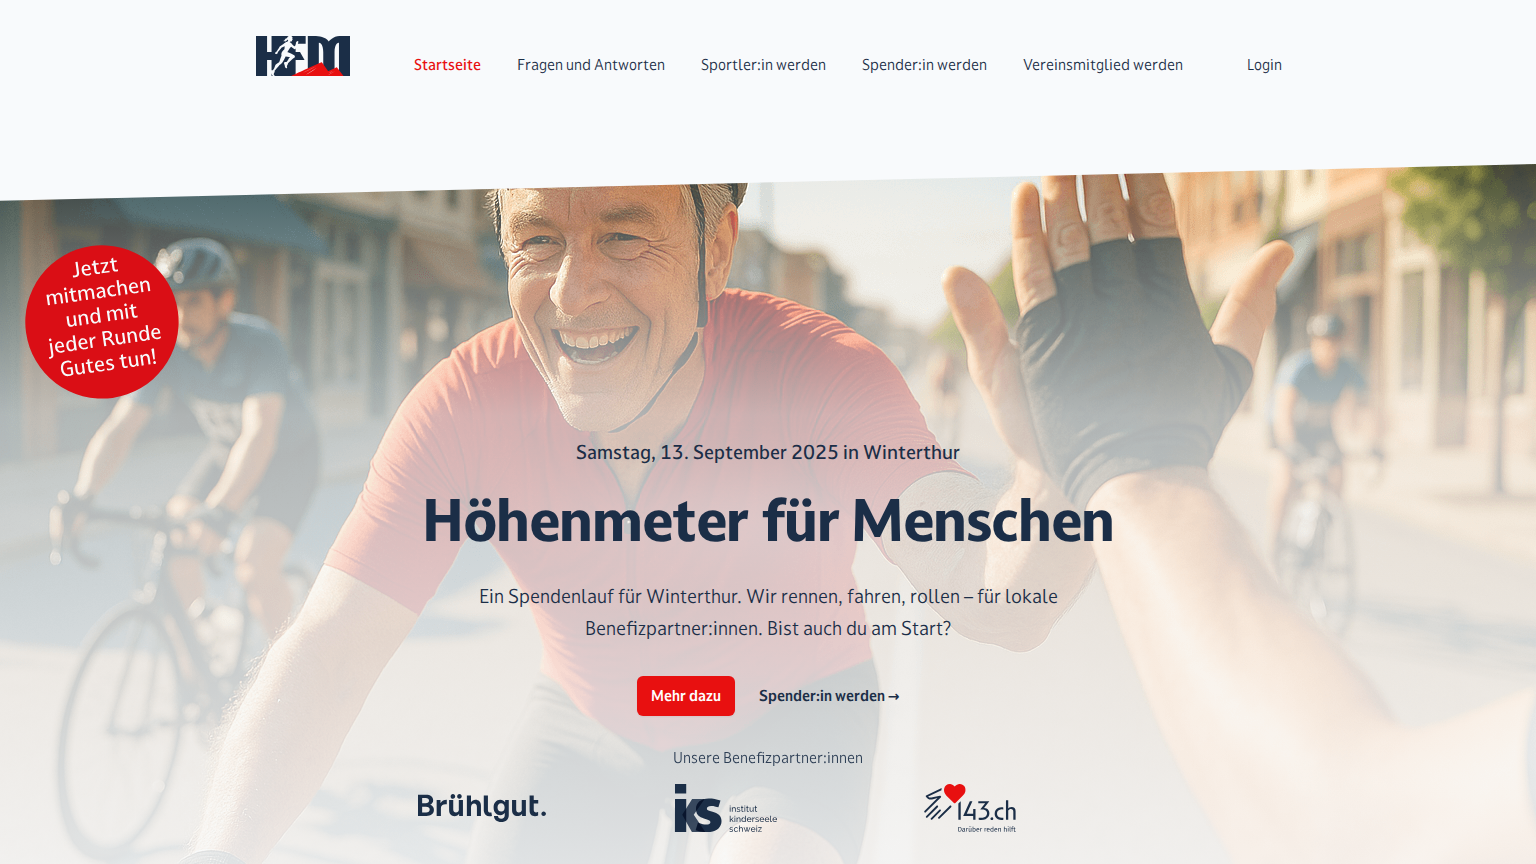 HFM
Startseite
Fragen und Antworten
Sportler:in werden
Spender:in werden
Vereinsmitglied werden
Login
Jetzt
mitmachen
und mit
jeder Runde
Gutes tun!
Samstag, 13. September 2025 in Winterthur
Höhenmeter für Menschen
Ein Spendenlauf für Winterthur. Wir rennen, fahren, rollen – für lokale
Benefizpartner:innen. Bist auch du am Start?
Mehr dazu
Spender:in werden →
Unsere Benefizpartner:innen
Brühlgut.
iks
institut
kinderseele
schweiz
143.ch
Darüber reden hilft